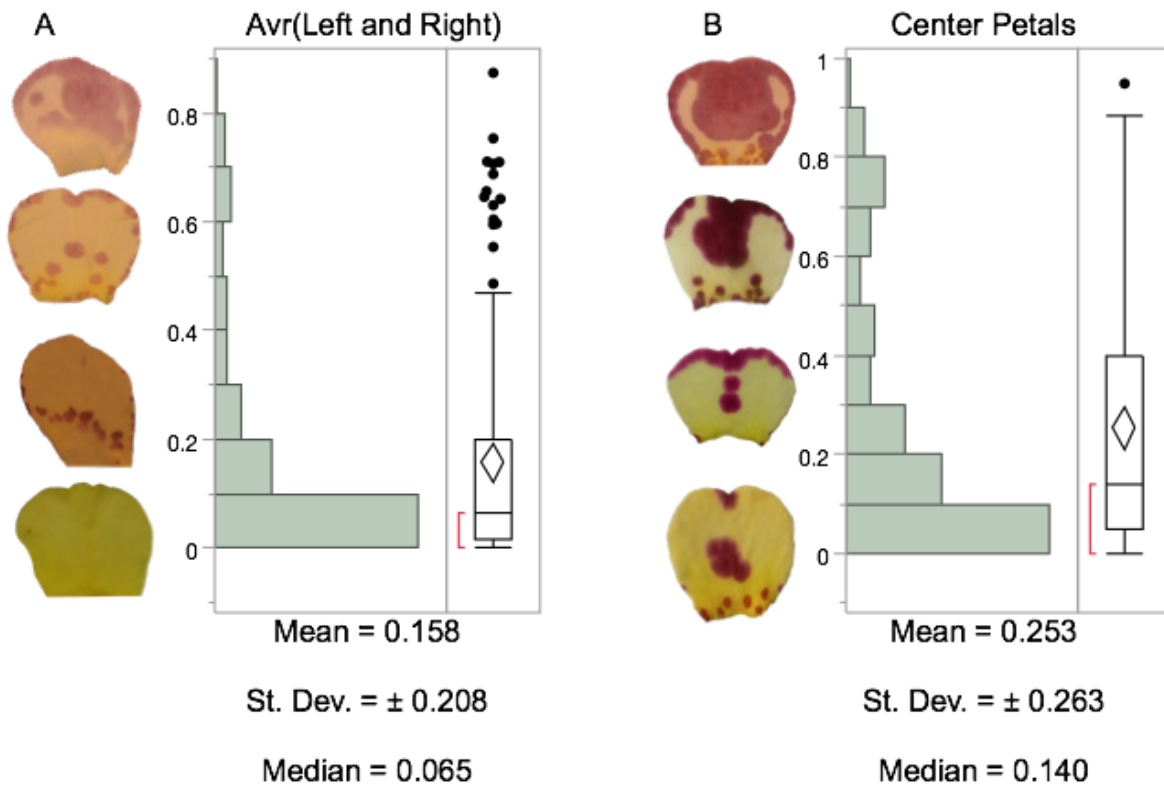 A
Avr(Left and Right)
0.8
0.6
0.4
0.2
0
Mean = 0.158
St. Dev. = ± 0.208
Median = 0.065
B
Center Petals
1
0.8
0.6
0.4
0.2
0
Mean = 0.253
St. Dev. = ± 0.263
Median = 0.140